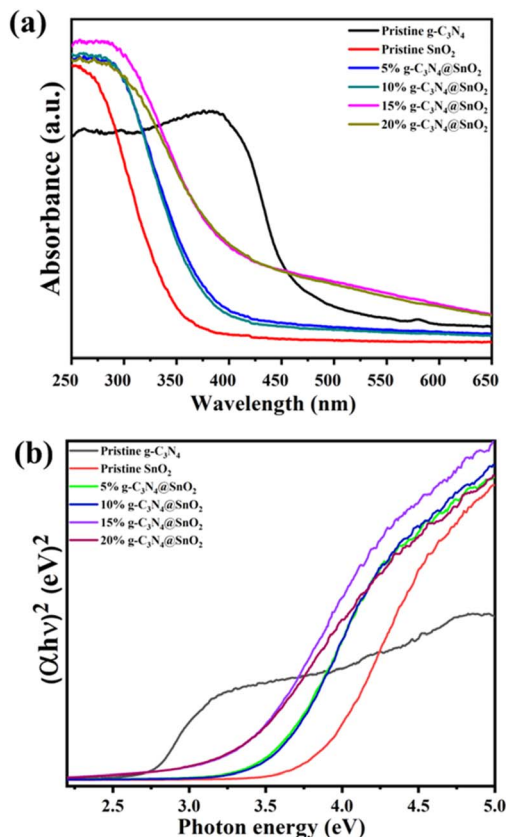 (a)
Pristine g-C₃N₄
Pristine SnO₂
5% g-C₃N₄@SnO₂
10% g-C₃N₄@SnO₂
15% g-C₃N₄@SnO₂
20% g-C₃N₄@SnO₂
Absorbance (a.u.)
250 300 350 400 450 500 550 600 650
Wavelength (nm)
(b)
Pristine g-C₃N₄
Pristine SnO₂
5% g-C₃N₄@SnO₂
10% g-C₃N₄@SnO₂
15% g-C₃N₄@SnO₂
20% g-C₃N₄@SnO₂
(αhν)² (eV)²
2.5 3.0 3.5 4.0 4.5 5.0
Photon energy (eV)